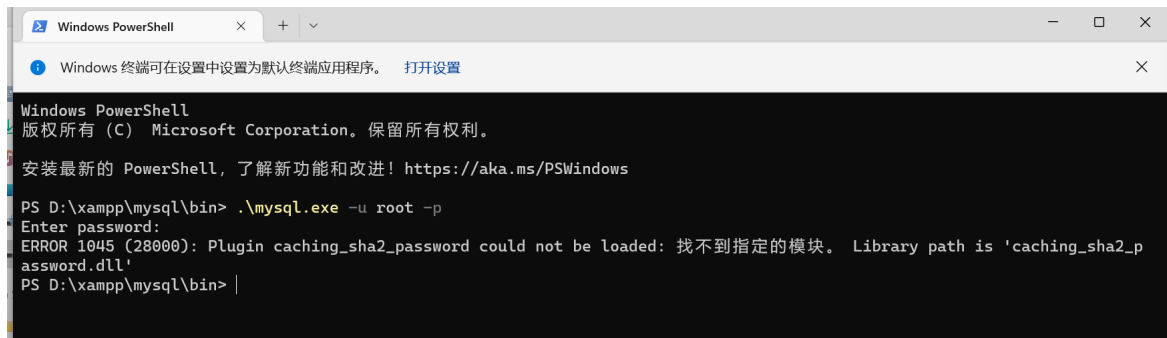 Windows PowerShell
Windows 终端可在设置中设置为默认终端应用程序。 打开设置
Windows PowerShell
版权所有 (C) Microsoft Corporation。保留所有权利。
安装最新的 PowerShell，了解新功能和改进！https://aka.ms/PSWindows
PS D:\xampp\mysql\bin> .\mysql.exe -u root -p
Enter password:
ERROR 1045 (28000): Plugin caching_sha2_password could not be loaded: 找不到指定的模块。 Library path is 'caching_sha2_p
assword.dll'
PS D:\xampp\mysql\bin>